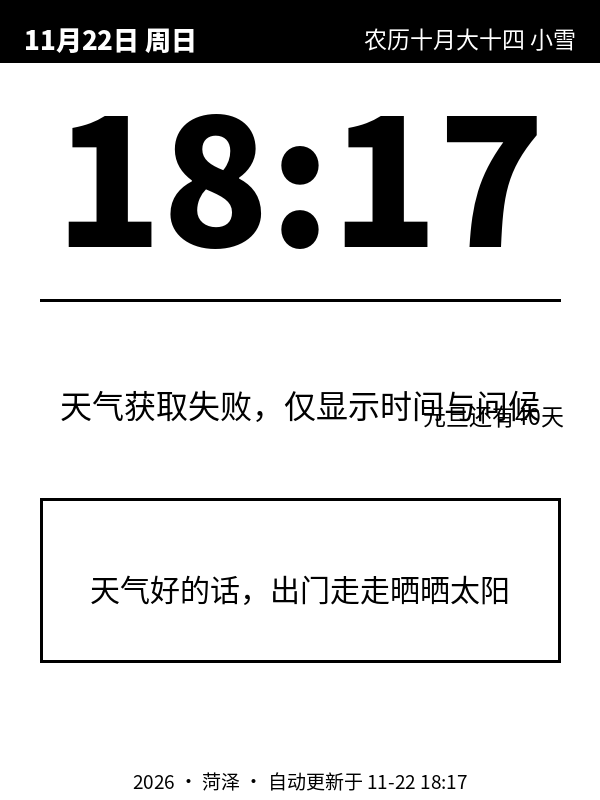 11月22日 周日
农历十月大十四 小雪
18:17
天气获取失败，仅显示时间与问候
元旦还有40天
天气好的话，出门走走晒晒太阳
2026 · 菏泽 · 自动更新于 11-22 18:17